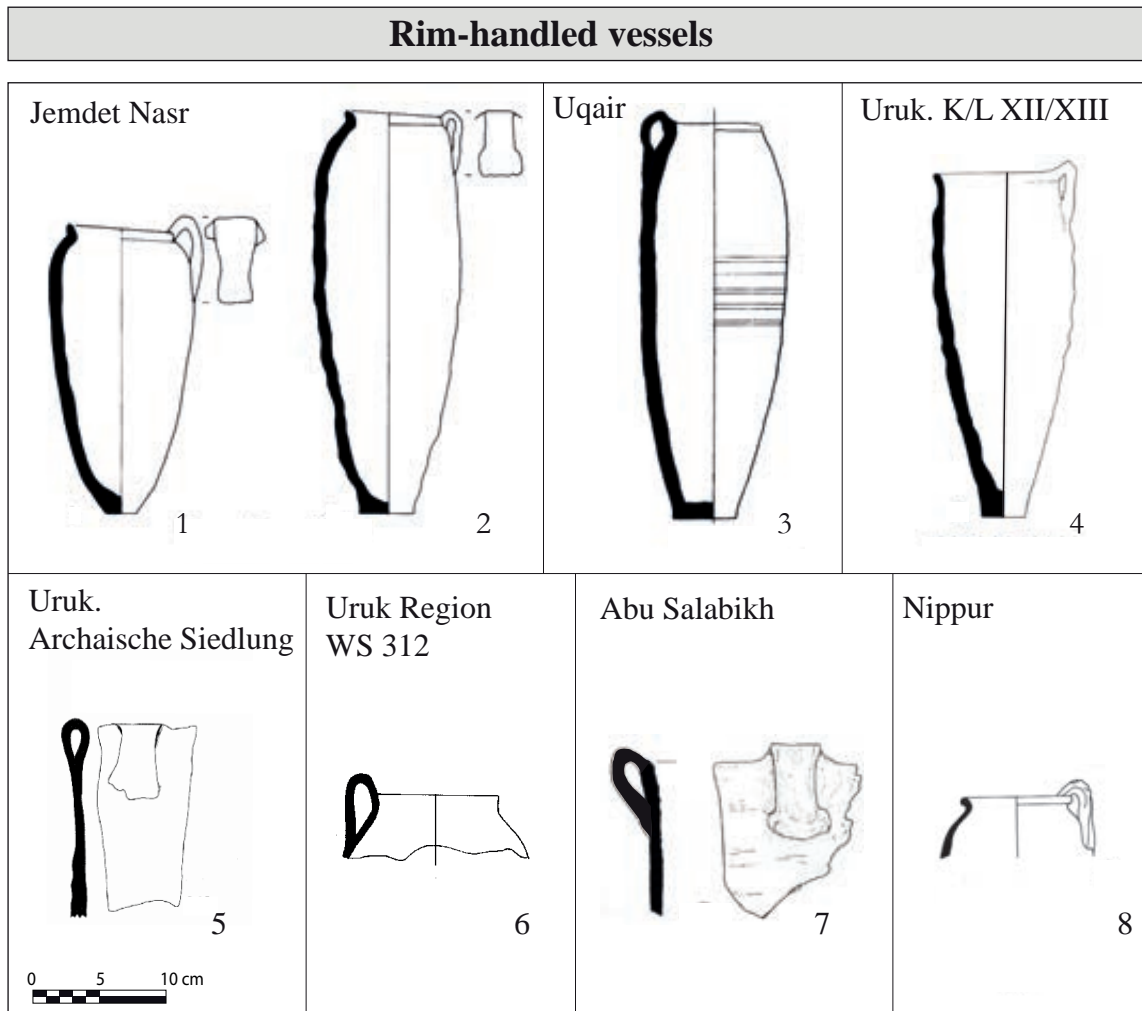 Rim-handled vessels
Jemdet Nasr
1
2
Uqair
3
Uruk. K/L XII/XIII
4
Uruk.
Archaische Siedlung
5
0 5 10 cm
Uruk Region
WS 312
6
Abu Salabikh
7
Nippur
8